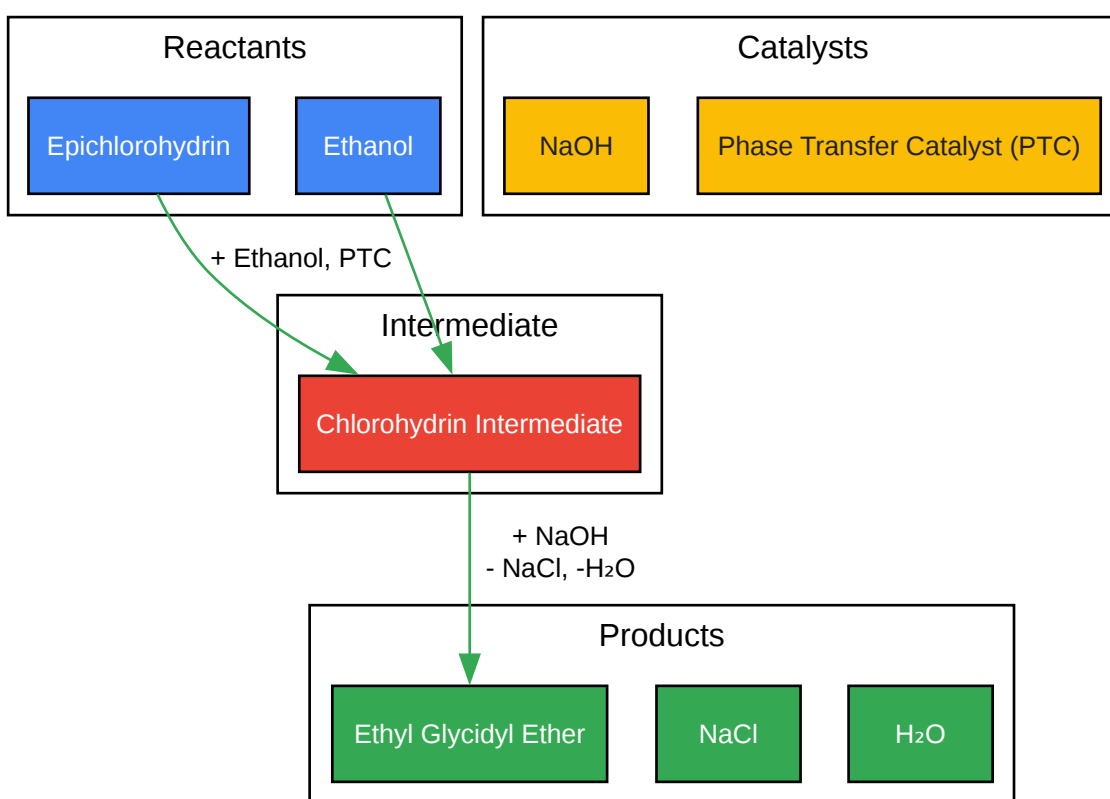 Reactants
Catalysts
Epichlorohydrin
Ethanol
NaOH
Phase Transfer Catalyst (PTC)
+ Ethanol, PTC
Intermediate
Chlorohydrin Intermediate
+ NaOH
- NaCl, -H₂O
Products
Ethyl Glycidyl Ether
NaCl
H₂O